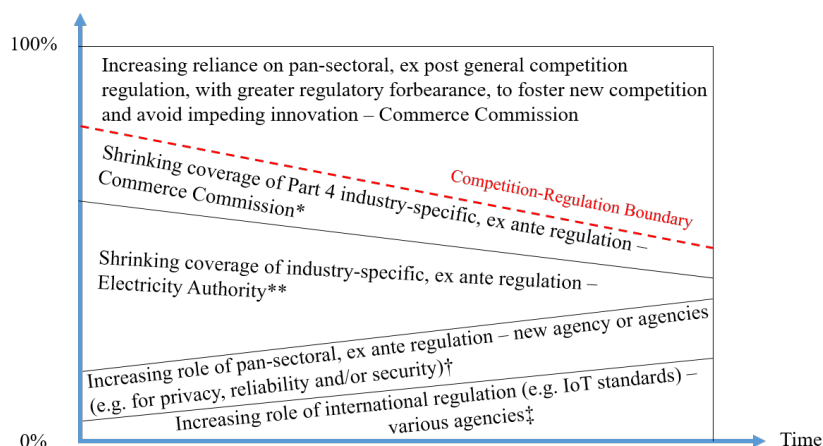 100%
Increasing reliance on pan-sectoral, ex post general competition
regulation, with greater regulatory forbearance, to foster new competition
and avoid impeding innovation – Commerce Commission
Competition-Regulation Boundary
Shrinking coverage of Part 4 industry-specific, ex ante regulation –
Commerce Commission*
Shrinking coverage of industry-specific, ex ante regulation –
Electricity Authority**
Increasing role of pan-sectoral, ex ante regulation – new agency or agencies
(e.g. for privacy, reliability and/or security)†
Increasing role of international regulation (e.g. IoT standards) –
various agencies‡
0%
Time